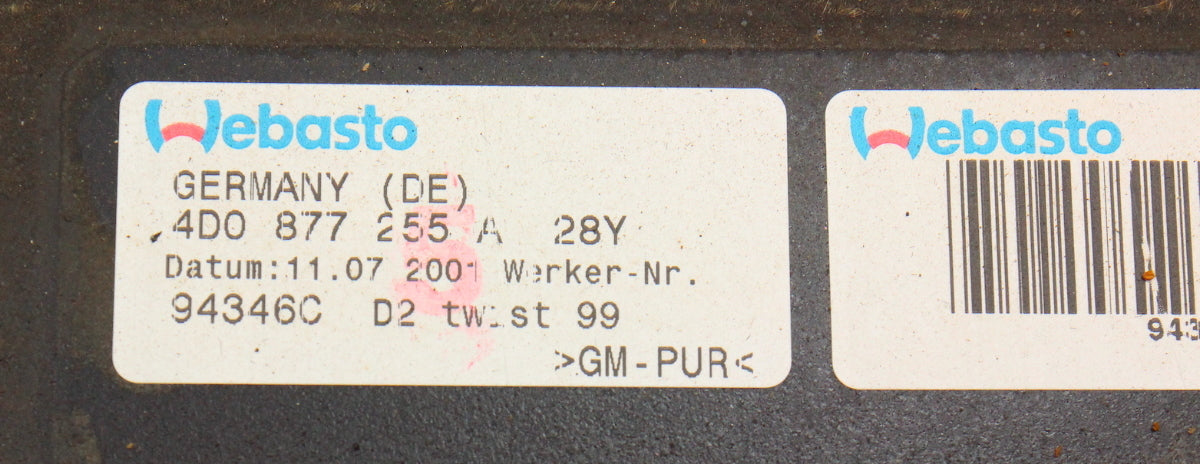 Webasto
GERMANY (DE)
4D0 877 255 A 28Y
Datum:11.07 2001 Werker-Nr.
94346C D2 twist 99
>GM-PUR<
Webasto
943